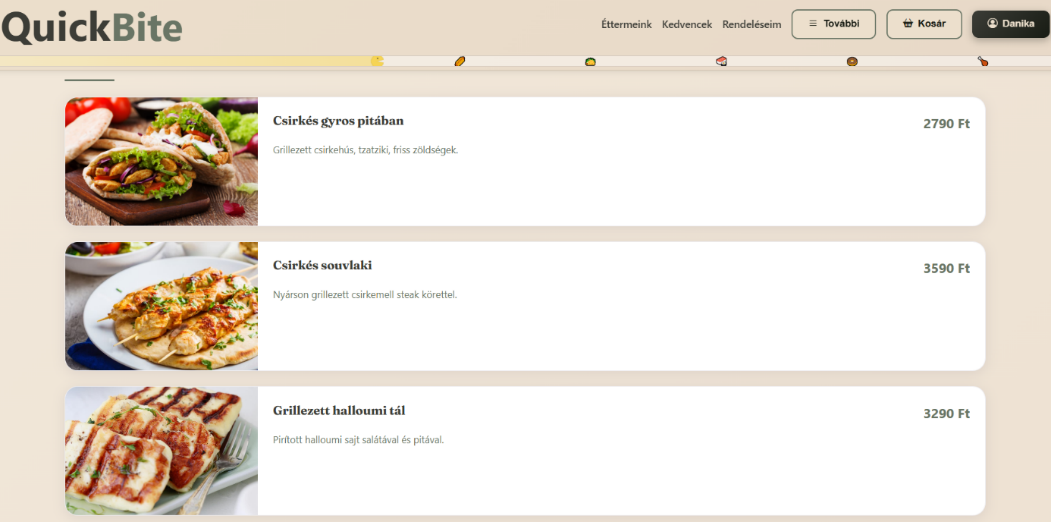 QuickBite
Éttermeink Kedvencek Rendeléseim További Kosár Danika
Csirkés gyros pitában 2790 Ft
Grillezett csirkehús, tzatziki, friss zöldségek.
Csirkés souvlaki 3590 Ft
Nyárson grillezett csirkemell steak körettel.
Grillezett halloumi tál 3290 Ft
Pirított halloumi sajt salátával és pitával.